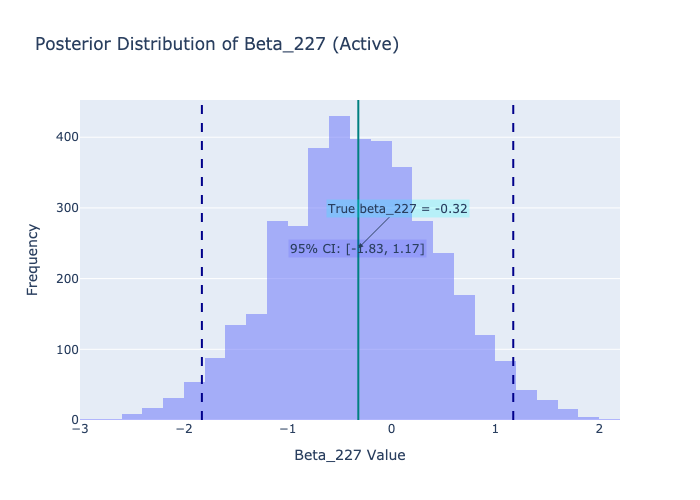 Posterior Distribution of Beta_227 (Active)
400
300
200
100
0
Frequency
True beta_227 = -0.32
95% CI: [-1.83, 1.17]
−3
−2
−1
0
1
2
Beta_227 Value